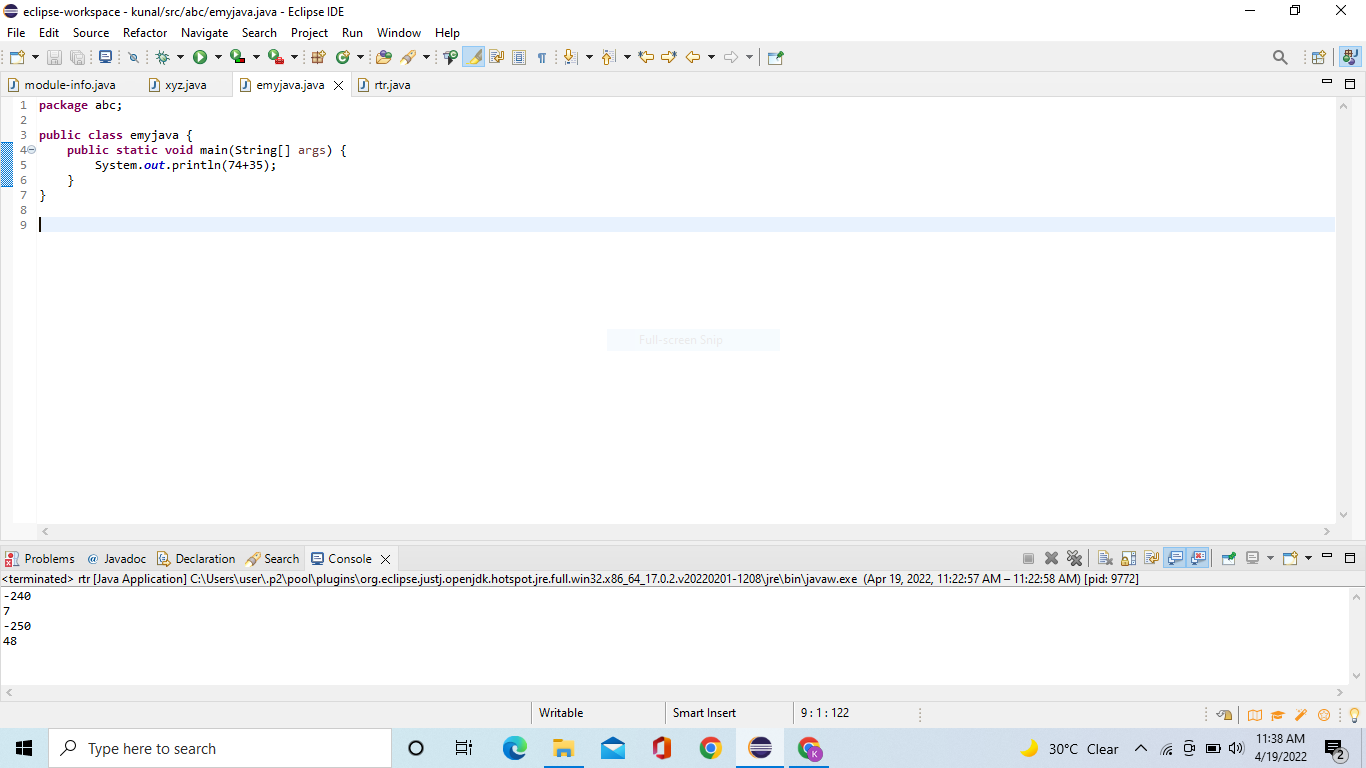 eclipse-workspace - kunal/src/abc/emyjava.java - Eclipse IDE
File Edit Source Refactor Navigate Search Project Run Window Help
module-info.java xyz.java emyjava.java rtr.java
1 package abc;
2
3 public class emyjava {
4 public static void main(String[] args) {
5 System.out.println(74+35);
6 }
7 }
8
9
Full-screen Snip
Problems @ Javadoc Declaration Search Console
<terminated> rtr [Java Application] C:\Users\user\.p2\pool\plugins\org.eclipse.justj.openjdk.hotspot.jre.full.win32.x86_64_17.0.2.v20220201-1208\jre\bin\javaw.exe (Apr 19, 2022, 11:22:57 AM – 11:22:58 AM) [pid: 9772]
-240
7
-250
48
Writable Smart Insert 9 : 1 : 122
Type here to search
K
30°C Clear
11:38 AM
4/19/2022
2